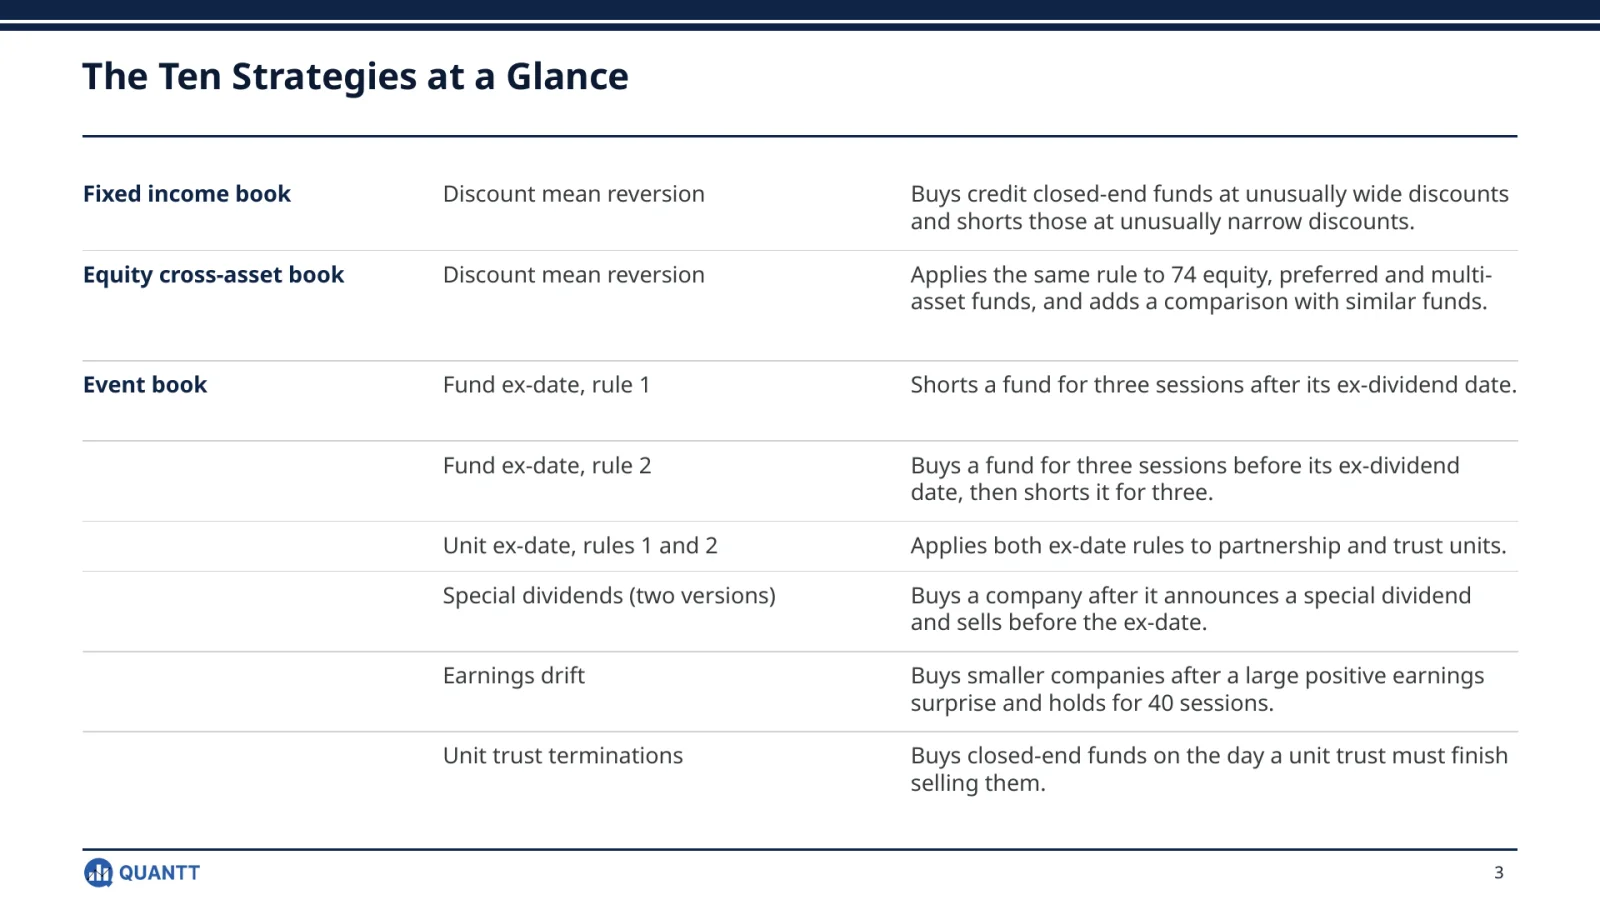 The Ten Strategies at a Glance
Fixed income book
Discount mean reversion
Buys credit closed-end funds at unusually wide discounts
and shorts those at unusually narrow discounts.
Equity cross-asset book
Discount mean reversion
Applies the same rule to 74 equity, preferred and multi-
asset funds, and adds a comparison with similar funds.
Event book
Fund ex-date, rule 1
Shorts a fund for three sessions after its ex-dividend date.
Fund ex-date, rule 2
Buys a fund for three sessions before its ex-dividend
date, then shorts it for three.
Unit ex-date, rules 1 and 2
Applies both ex-date rules to partnership and trust units.
Special dividends (two versions)
Buys a company after it announces a special dividend
and sells before the ex-date.
Earnings drift
Buys smaller companies after a large positive earnings
surprise and holds for 40 sessions.
Unit trust terminations
Buys closed-end funds on the day a unit trust must finish
selling them.
QUANTT
3